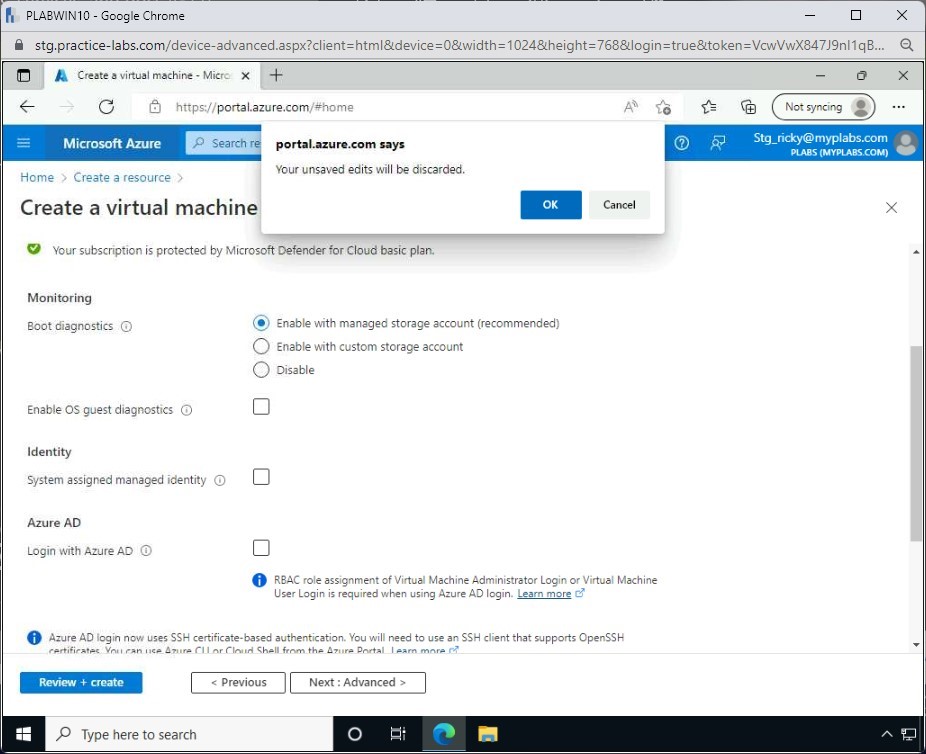 PLABWIN10 - Google Chrome
stg.practice-labs.com/device-advanced.aspx?client=html&device=0&width=1024&height=768&login=true&token=VcwVwX847J9nI1qB...
Create a virtual machine - Micro
https://portal.azure.com/#home
Not syncing
Microsoft Azure
Search re
Stg_ricky@myplabs.com
PLABS (MYPLABS.COM)
portal.azure.com says
Your unsaved edits will be discarded.
OK
Cancel
Home > Create a resource >
Create a virtual machine
Your subscription is protected by Microsoft Defender for Cloud basic plan.
Monitoring
Boot diagnostics
Enable with managed storage account (recommended)
Enable with custom storage account
Disable
Enable OS guest diagnostics
Identity
System assigned managed identity
Azure AD
Login with Azure AD
RBAC role assignment of Virtual Machine Administrator Login or Virtual Machine
User Login is required when using Azure AD login. Learn more
Azure AD login now uses SSH certificate-based authentication. You will need to use an SSH client that supports OpenSSH
certificates. You can use Azure CLI or Cloud Shell from the Azure Portal. Learn more
Review + create
< Previous
Next : Advanced >
Type here to search